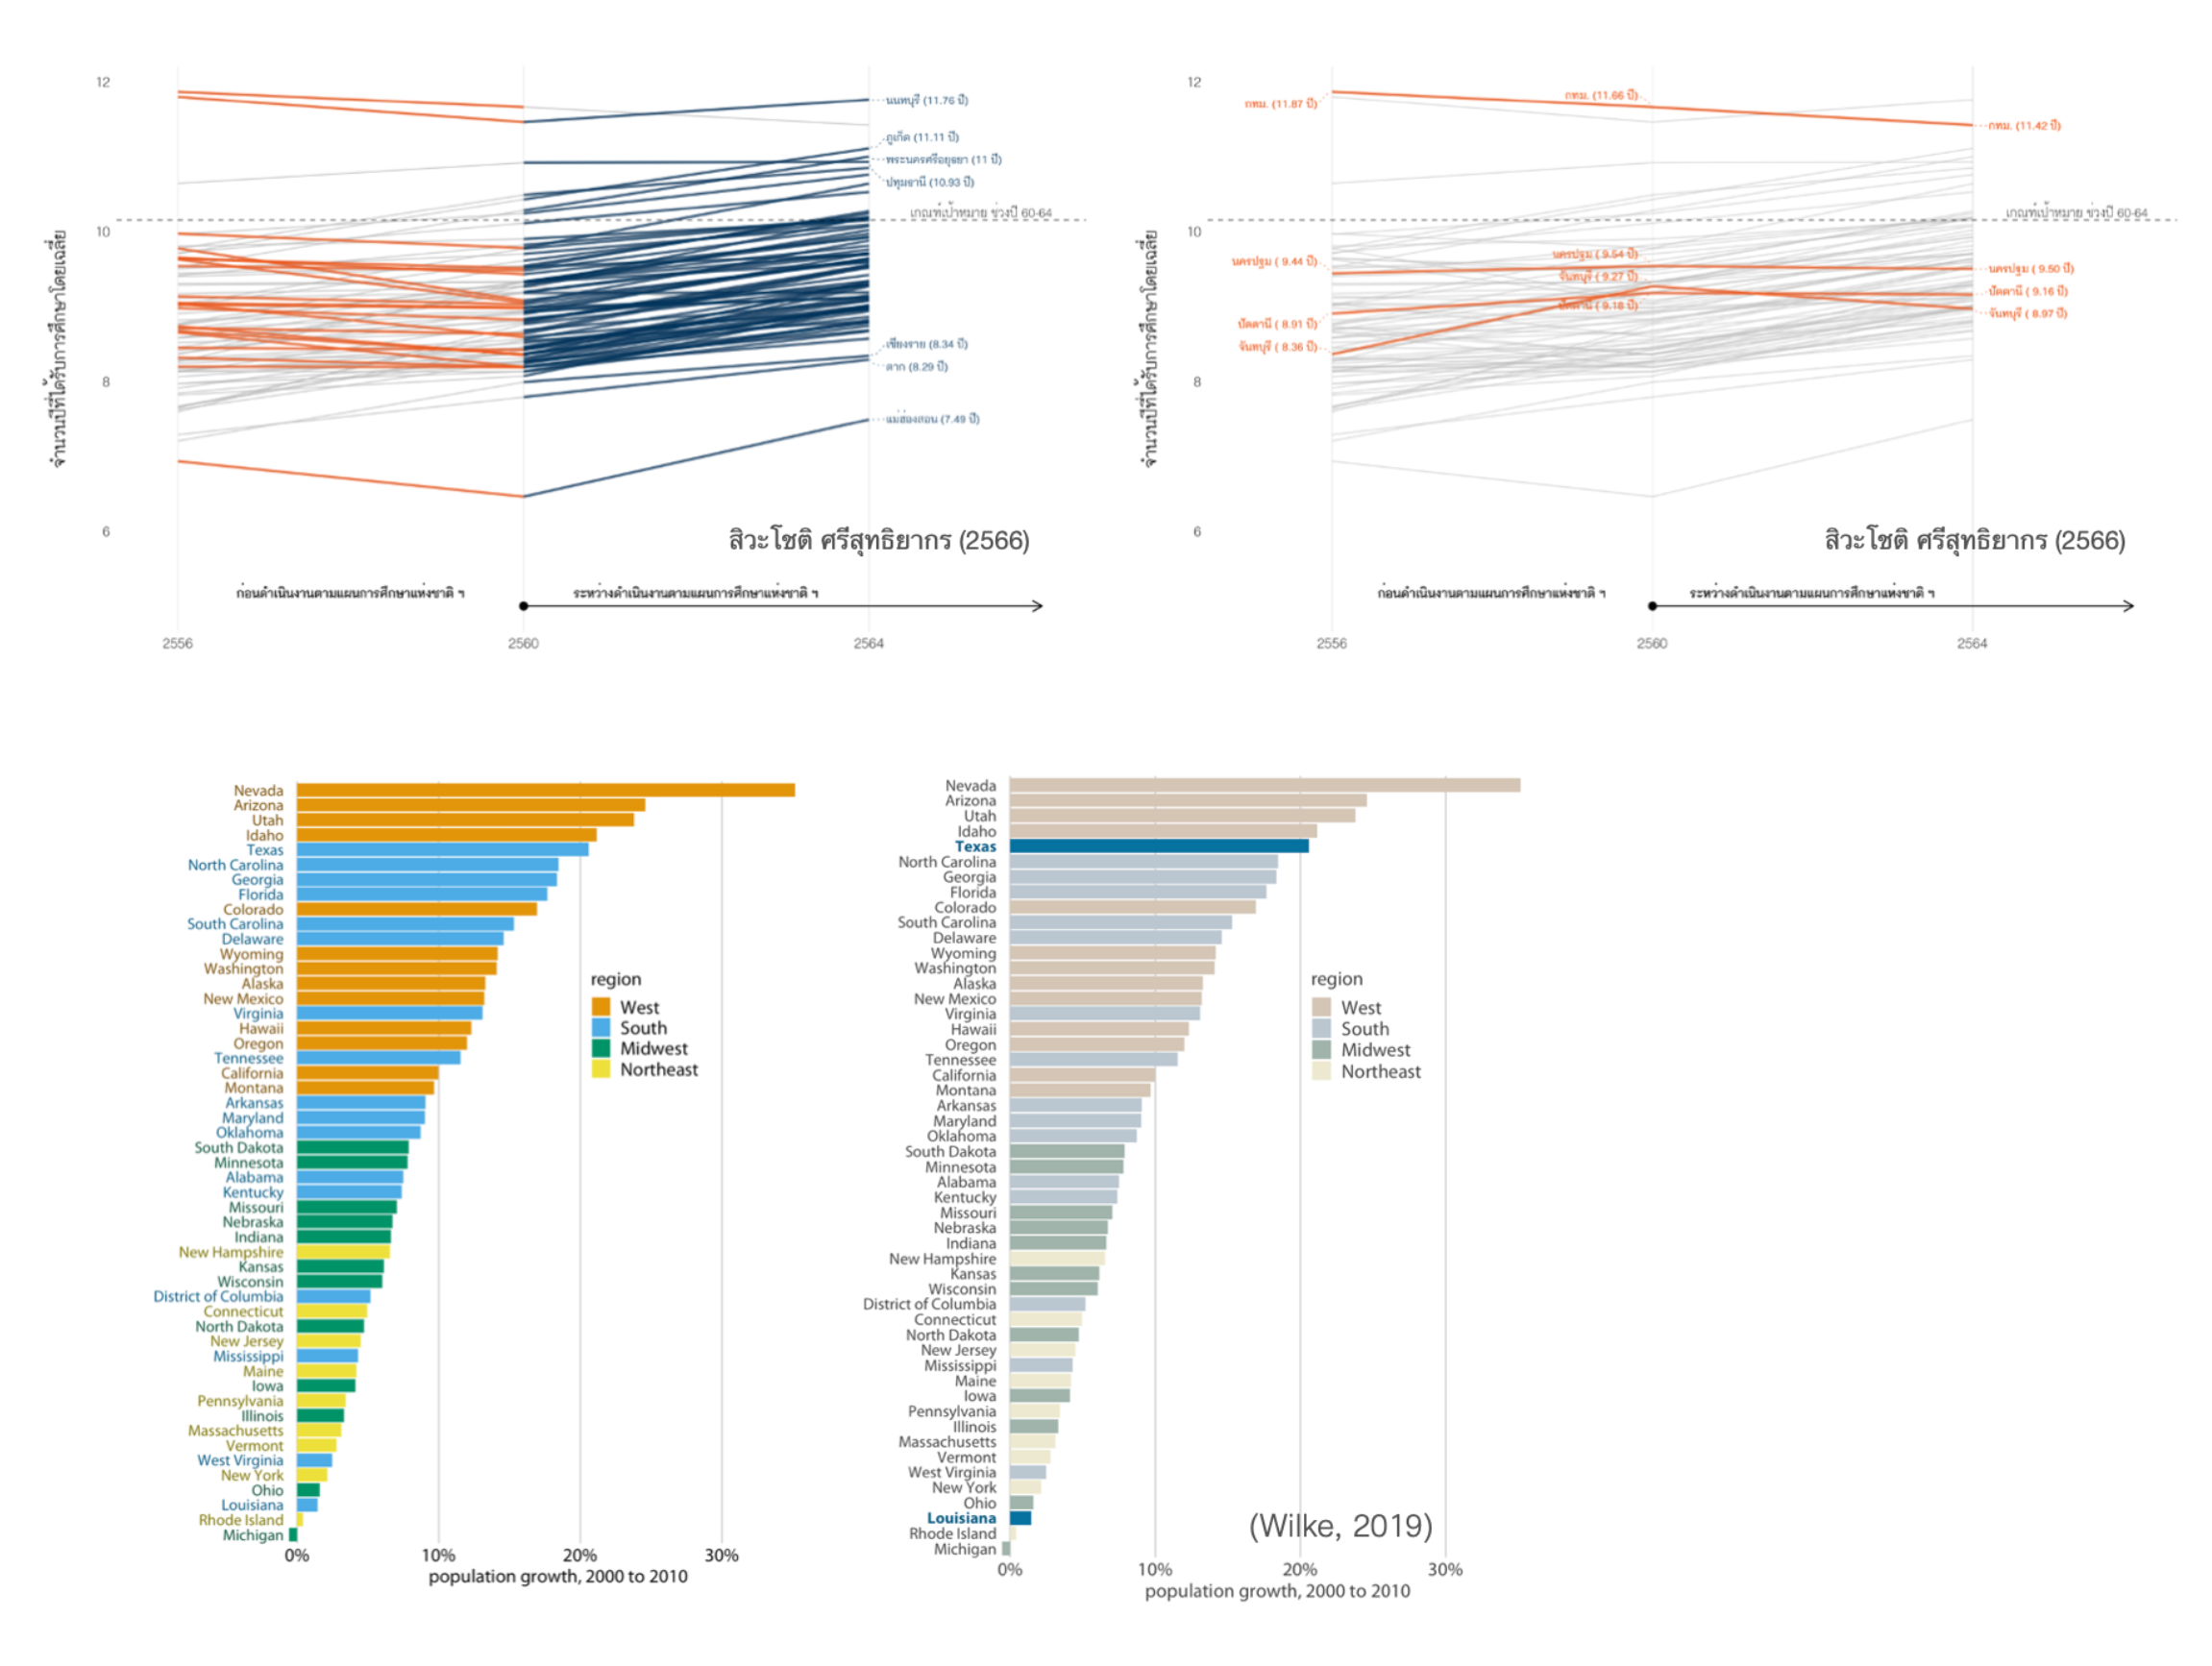 12
10
8
6
จำนวนปีที่ได้รับการศึกษาโดยเฉลี่ย
นนทบุรี (11.76 ปี)
ภูเก็ต (11.11 ปี)
พระนครศรีอยุธยา (11 ปี)
ปทุมธานี (10.93 ปี)
เกณฑ์เป้าหมาย ช่วงปี 60-64
เชียงราย (8.34 ปี)
ตาก (8.29 ปี)
แม่ฮ่องสอน (7.49 ปี)
สิวะโชติ ศรีสุทธิยากร (2566)
ก่อนดำเนินงานตามแผนการศึกษาแห่งชาติ ฯ
ระหว่างดำเนินงานตามแผนการศึกษาแห่งชาติ ฯ
2556
2560
2564
12
10
8
6
จำนวนปีที่ได้รับการศึกษาโดยเฉลี่ย
กทม. (11.87 ปี)
กทม. (11.66 ปี)
กทม. (11.42 ปี)
เกณฑ์เป้าหมาย ช่วงปี 60-64
นครปฐม ( 9.44 ปี)
นครปฐม ( 9.54 ปี)
นครปฐม ( 9.50 ปี)
จันทบุรี ( 9.27 ปี)
ปัตตานี ( 9.16 ปี)
ปัตตานี ( 9.18 ปี)
จันทบุรี ( 8.97 ปี)
ปัตตานี ( 8.91 ปี)
จันทบุรี ( 8.36 ปี)
สิวะโชติ ศรีสุทธิยากร (2566)
ก่อนดำเนินงานตามแผนการศึกษาแห่งชาติ ฯ
ระหว่างดำเนินงานตามแผนการศึกษาแห่งชาติ ฯ
2556
2560
2564
Nevada
Arizona
Utah
Idaho
Texas
North Carolina
Georgia
Florida
Colorado
South Carolina
Delaware
Wyoming
Washington
Alaska
New Mexico
Virginia
Hawaii
Oregon
Tennessee
California
Montana
Arkansas
Maryland
Oklahoma
South Dakota
Minnesota
Alabama
Kentucky
Missouri
Nebraska
Indiana
New Hampshire
Kansas
Wisconsin
District of Columbia
Connecticut
North Dakota
New Jersey
Mississippi
Maine
Iowa
Pennsylvania
Illinois
Massachusetts
Vermont
West Virginia
New York
Ohio
Louisiana
Rhode Island
Michigan
region
West
South
Midwest
Northeast
0%
10%
20%
30%
population growth, 2000 to 2010
Nevada
Arizona
Utah
Idaho
Texas
North Carolina
Georgia
Florida
Colorado
South Carolina
Delaware
Wyoming
Washington
Alaska
New Mexico
Virginia
Hawaii
Oregon
Tennessee
California
Montana
Arkansas
Maryland
Oklahoma
South Dakota
Minnesota
Alabama
Kentucky
Missouri
Nebraska
Indiana
New Hampshire
Kansas
Wisconsin
District of Columbia
Connecticut
North Dakota
New Jersey
Mississippi
Maine
Iowa
Pennsylvania
Illinois
Massachusetts
Vermont
West Virginia
New York
Ohio
Louisiana
Rhode Island
Michigan
region
West
South
Midwest
Northeast
(Wilke, 2019)
0%
10%
20%
30%
population growth, 2000 to 2010